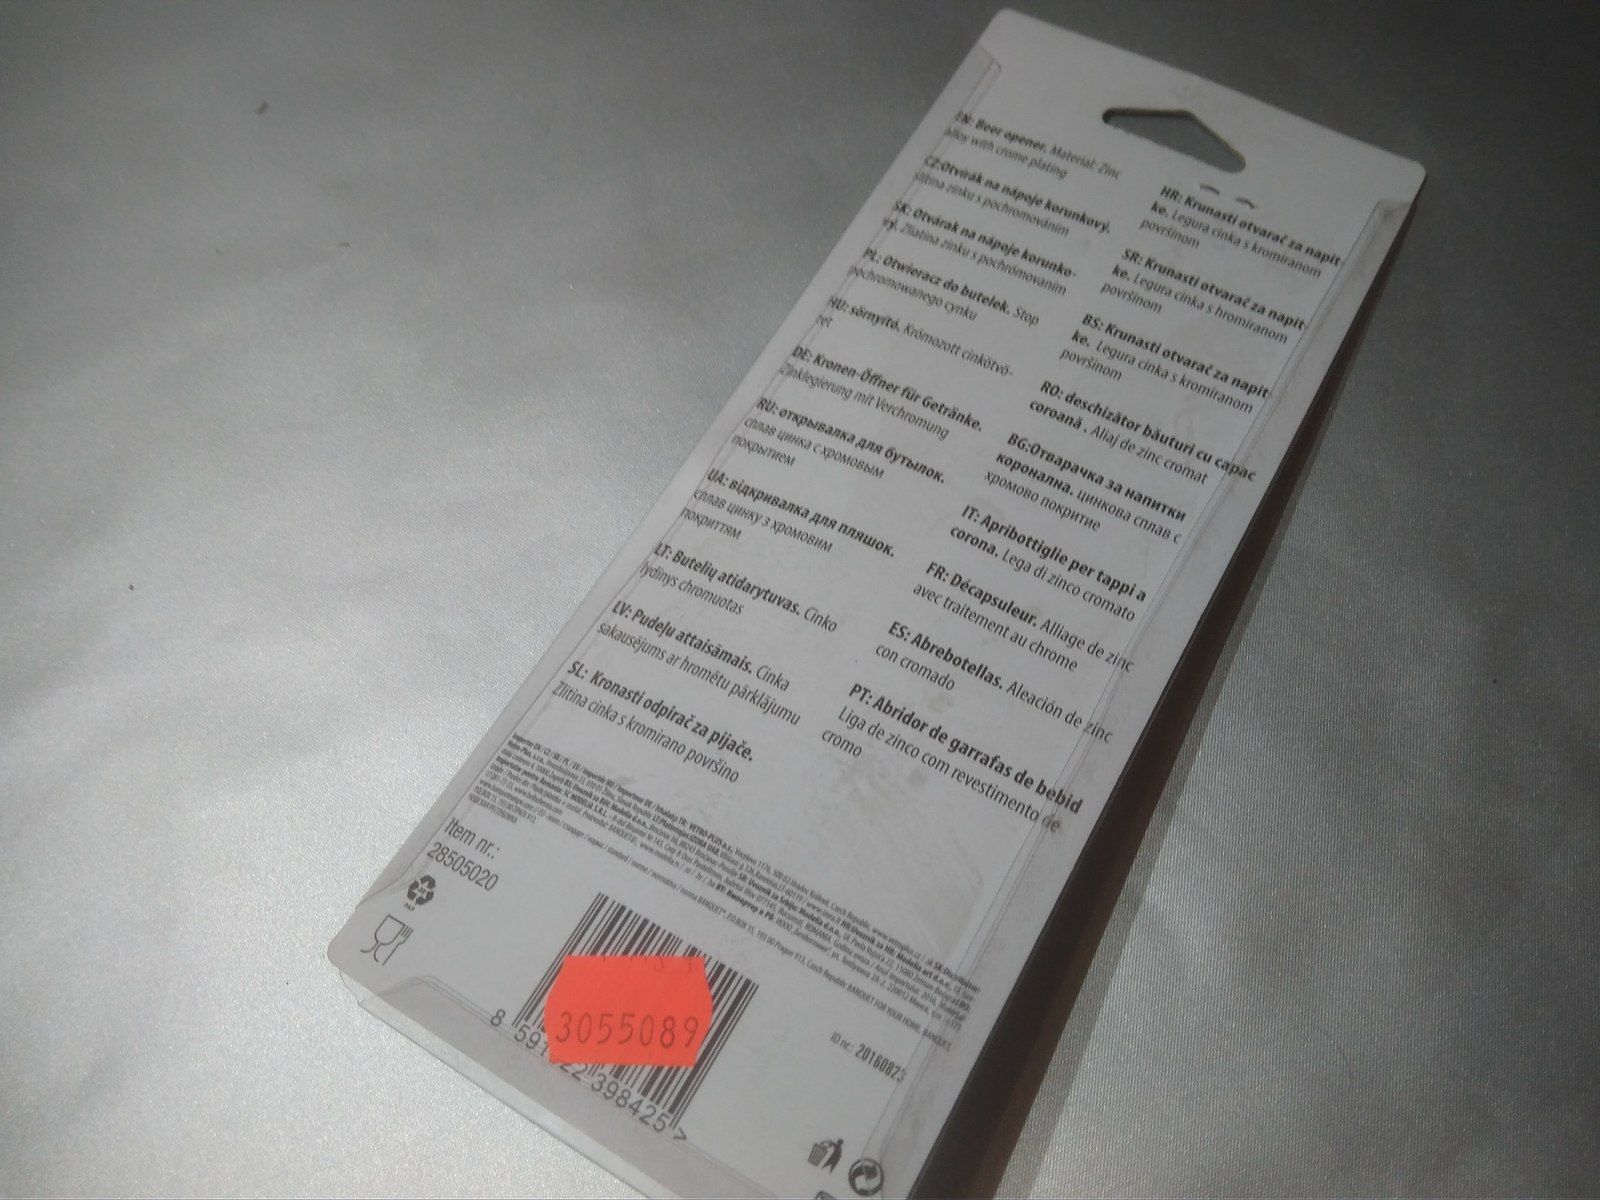 EN: Beer opener. Material: Zinc
alloy with crome plating
CZ:Otvírák na nápoje korunkový.
slitina zinku s pochromováním
SK: Otvárak na nápoje korunko-
vý. Zliatina zinku s pochrómovaním
PL: Otwieracz do butelek. Stop
pochromowanego cynku
HU: sörnyitó. Krómozott cinkötvö-
zet
DE: Kronen-Öffner für Getränke.
Zinklegierung mit Verchromung
RU: открывалка для бутылок.
сплав цинка с хромовым
покрытием
UA: відкривалка для пляшок.
сплав цинку з хромовим
покриттям
LT: Butelių atidarytuvas. Cinko
lydinys chromuotas
LV: Pudeļu attaisāmais. Cinka
sakausējums ar hromētu pārklājumu
SL: Kronasti odpirač za pijače.
Zlitina cinka s kromirano površino
HR: Krunasti otvarač za napit-
ke. Legura cinka s kromiranom
površinom
SR: Krunasti otvarač za napit-
ke. Legura cinka s hromiranom
površinom
BS: Krunasti otvarač za napit-
ke. Legura cinka s kromiranom
površinom
RO: deschizător băuturi cu capac
coroană . Aliaj de zinc cromat
BG:Отварачка за напитки
коронална. цинкова сплав с
хромово покритие
IT: Apribottiglie per tappi a
corona. Lega di zinco cromato
FR: Décapsuleur. Alliage de zinc
avec traitement au chrome
ES: Abrebotellas. Aleación de zinc
con cromado
PT: Abridor de garrafas de bebid
Liga de zinco com revestimento de
cromo
Item nr.:
28505020
PAP
3055089
8 591 22 398425 >
ID nr.: 20160823